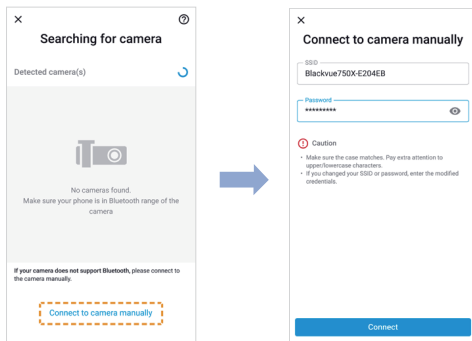 Searching for camera
Detected camera(s)
No cameras found.
Make sure your phone is in Bluetooth range of the
camera
If your camera does not support Bluetooth, please connect to
the camera manually.
Connect to camera manually
Connect to camera manually
SSID
Blackvue750X-E204EB
Password
*********
Caution
• Make sure the case matches. Pay extra attention to
upper/lowercase characters.
• If you changed your SSID or password, enter the modified
credentials.
Connect